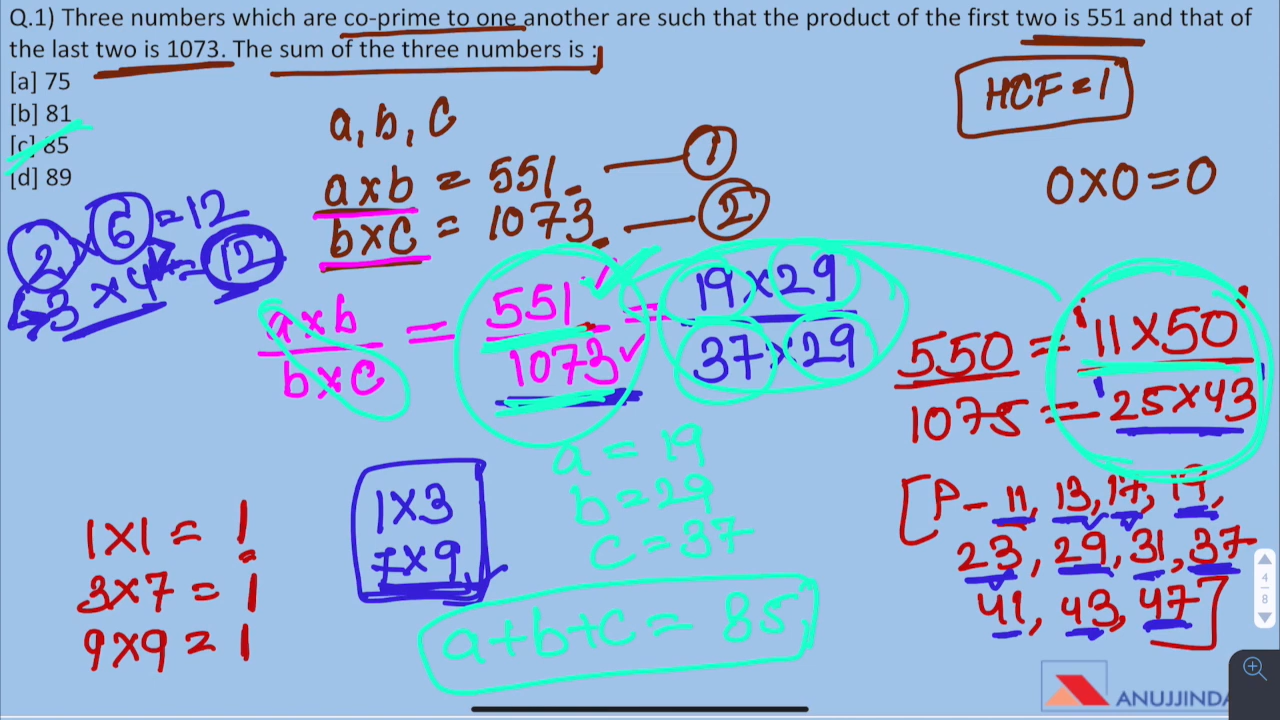 Q.1) Three numbers which are co-prime to one another are such that the product of the first two is 551 and that of
the last two is 1073. The sum of the three numbers is :
[a] 75
[b] 81
[c] 85
[d] 89
HCF = 1
a, b, c
a x b = 551. — 1
b x c = 1073. — 2
0 x 0 = 0
2 x 6 = 12
3 x 4 = 12
a x b / b x c = 551 / 1073 = 19 x 29 / 37 x 29
550 = 11 x 50
1075 = 25 x 43
a = 19
b = 29
c = 37
a + b + c = 85
1 x 3
7 x 9
1 x 1 = 1
3 x 7 = 1
9 x 9 = 1
[P - 11, 13, 17, 19,
23, 29, 31, 37
41, 43, 47]
4
8
ANUJJINDA